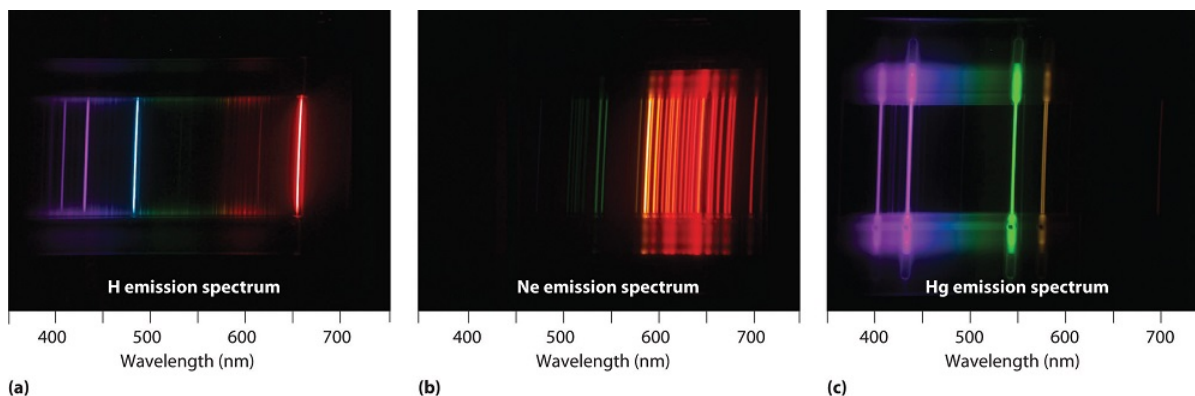 H emission spectrum
400 500 600 700
Wavelength (nm)
(a)
Ne emission spectrum
400 500 600 700
Wavelength (nm)
(b)
Hg emission spectrum
400 500 600 700
Wavelength (nm)
(c)